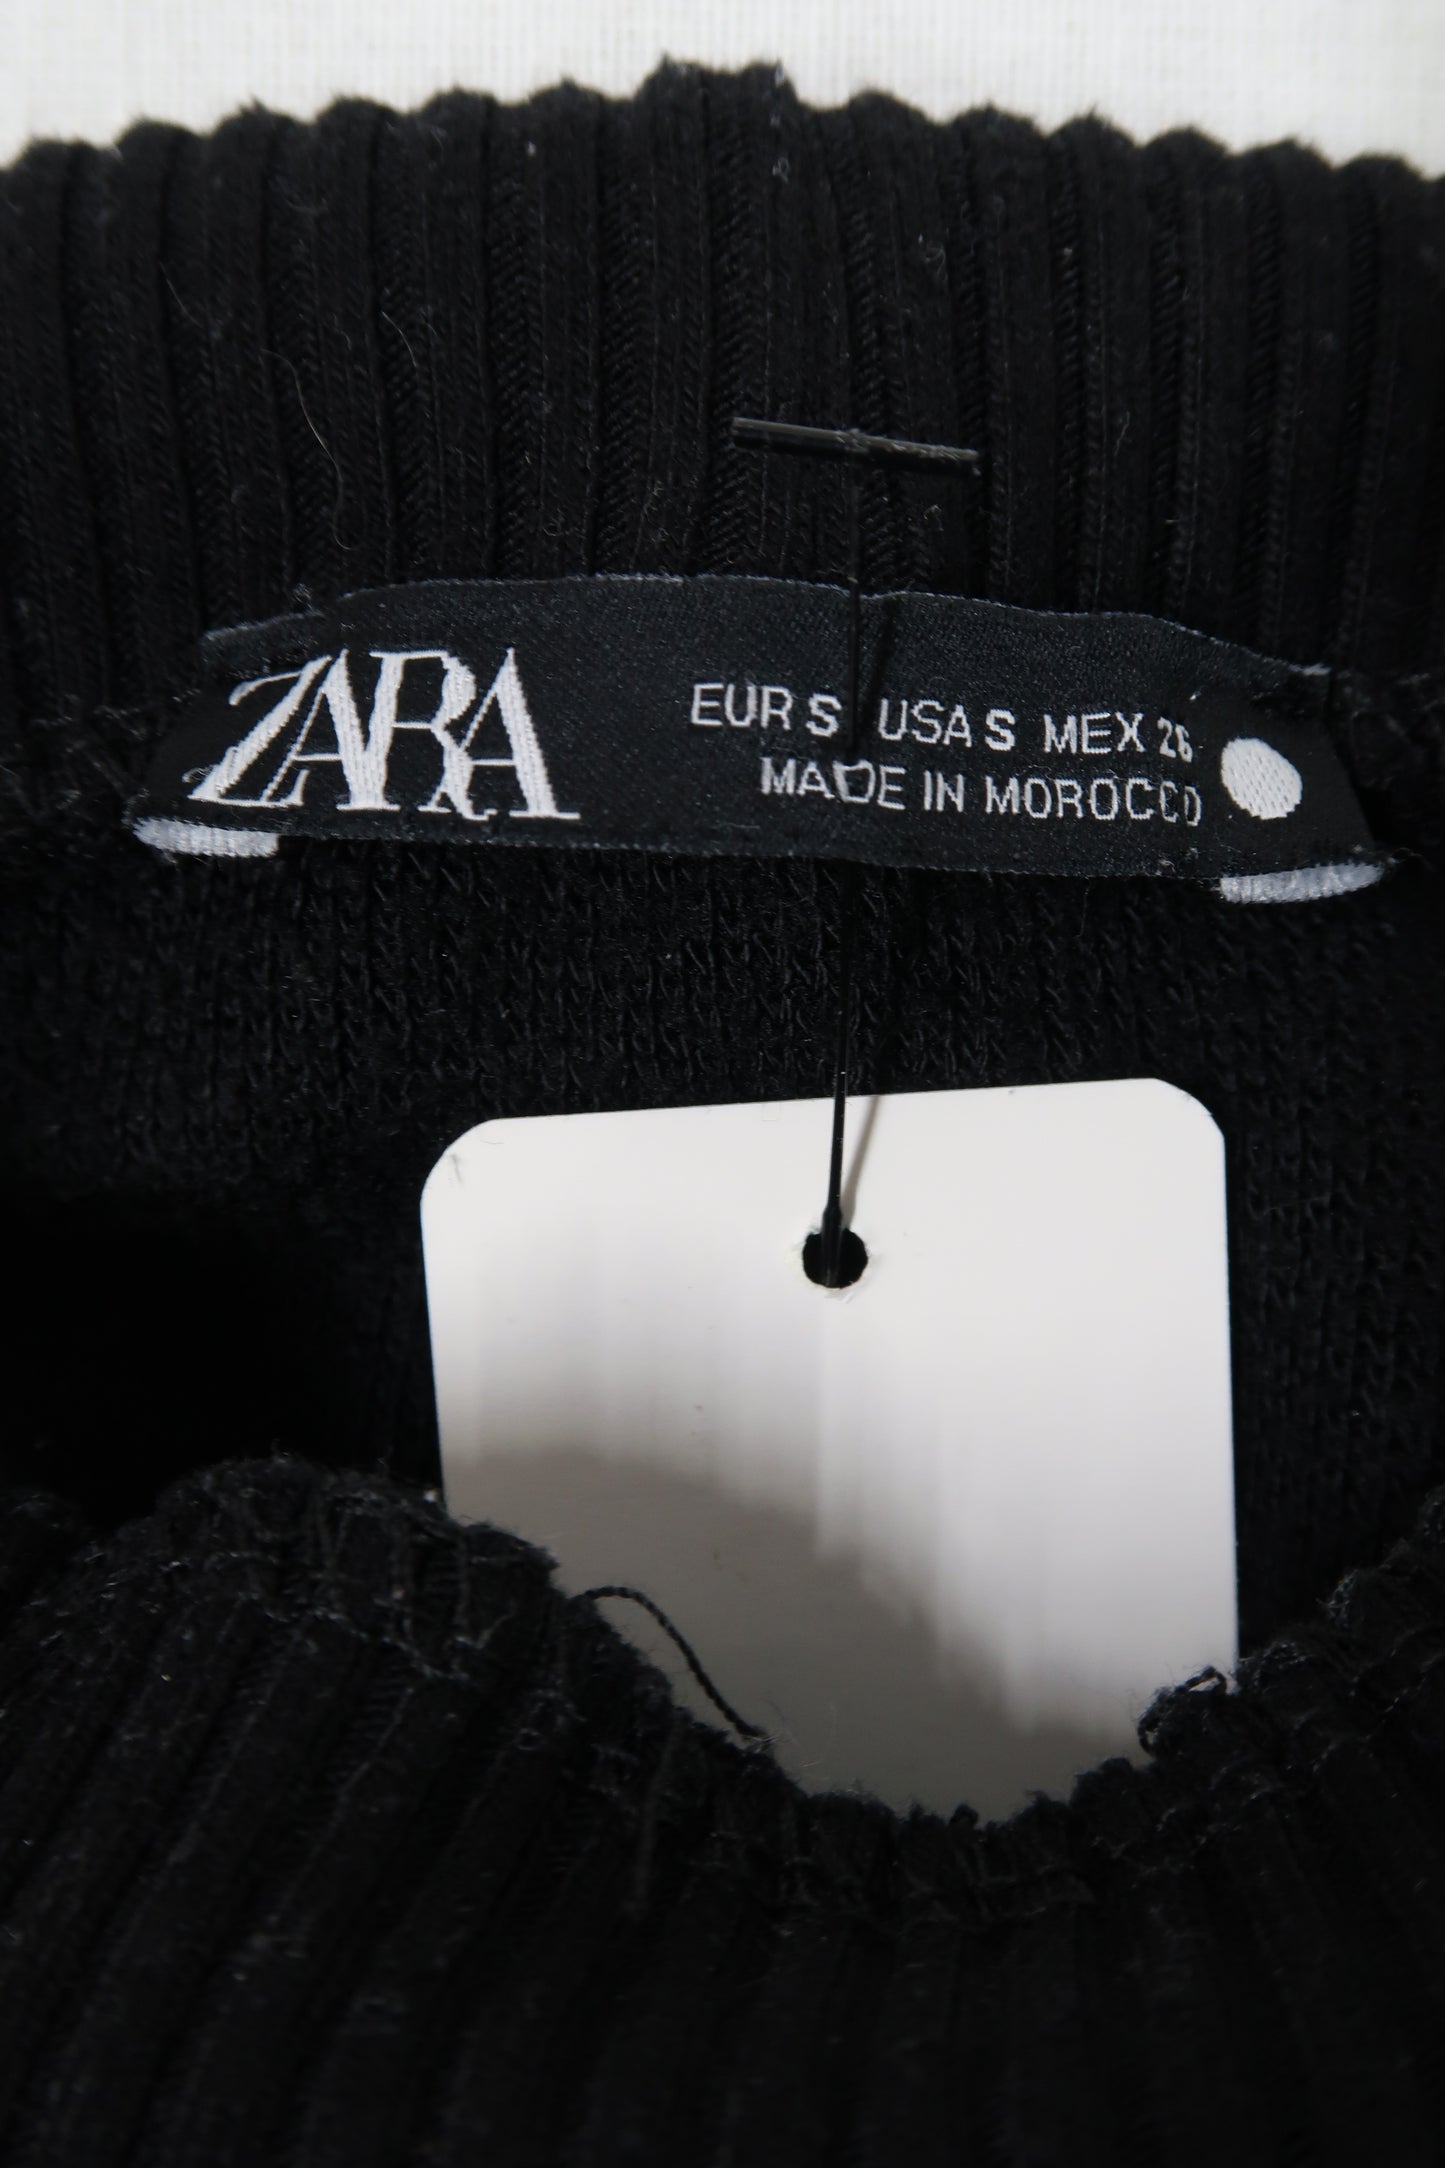 ZARA
EUR S USA S MEX 26
MADE IN MOROCCO